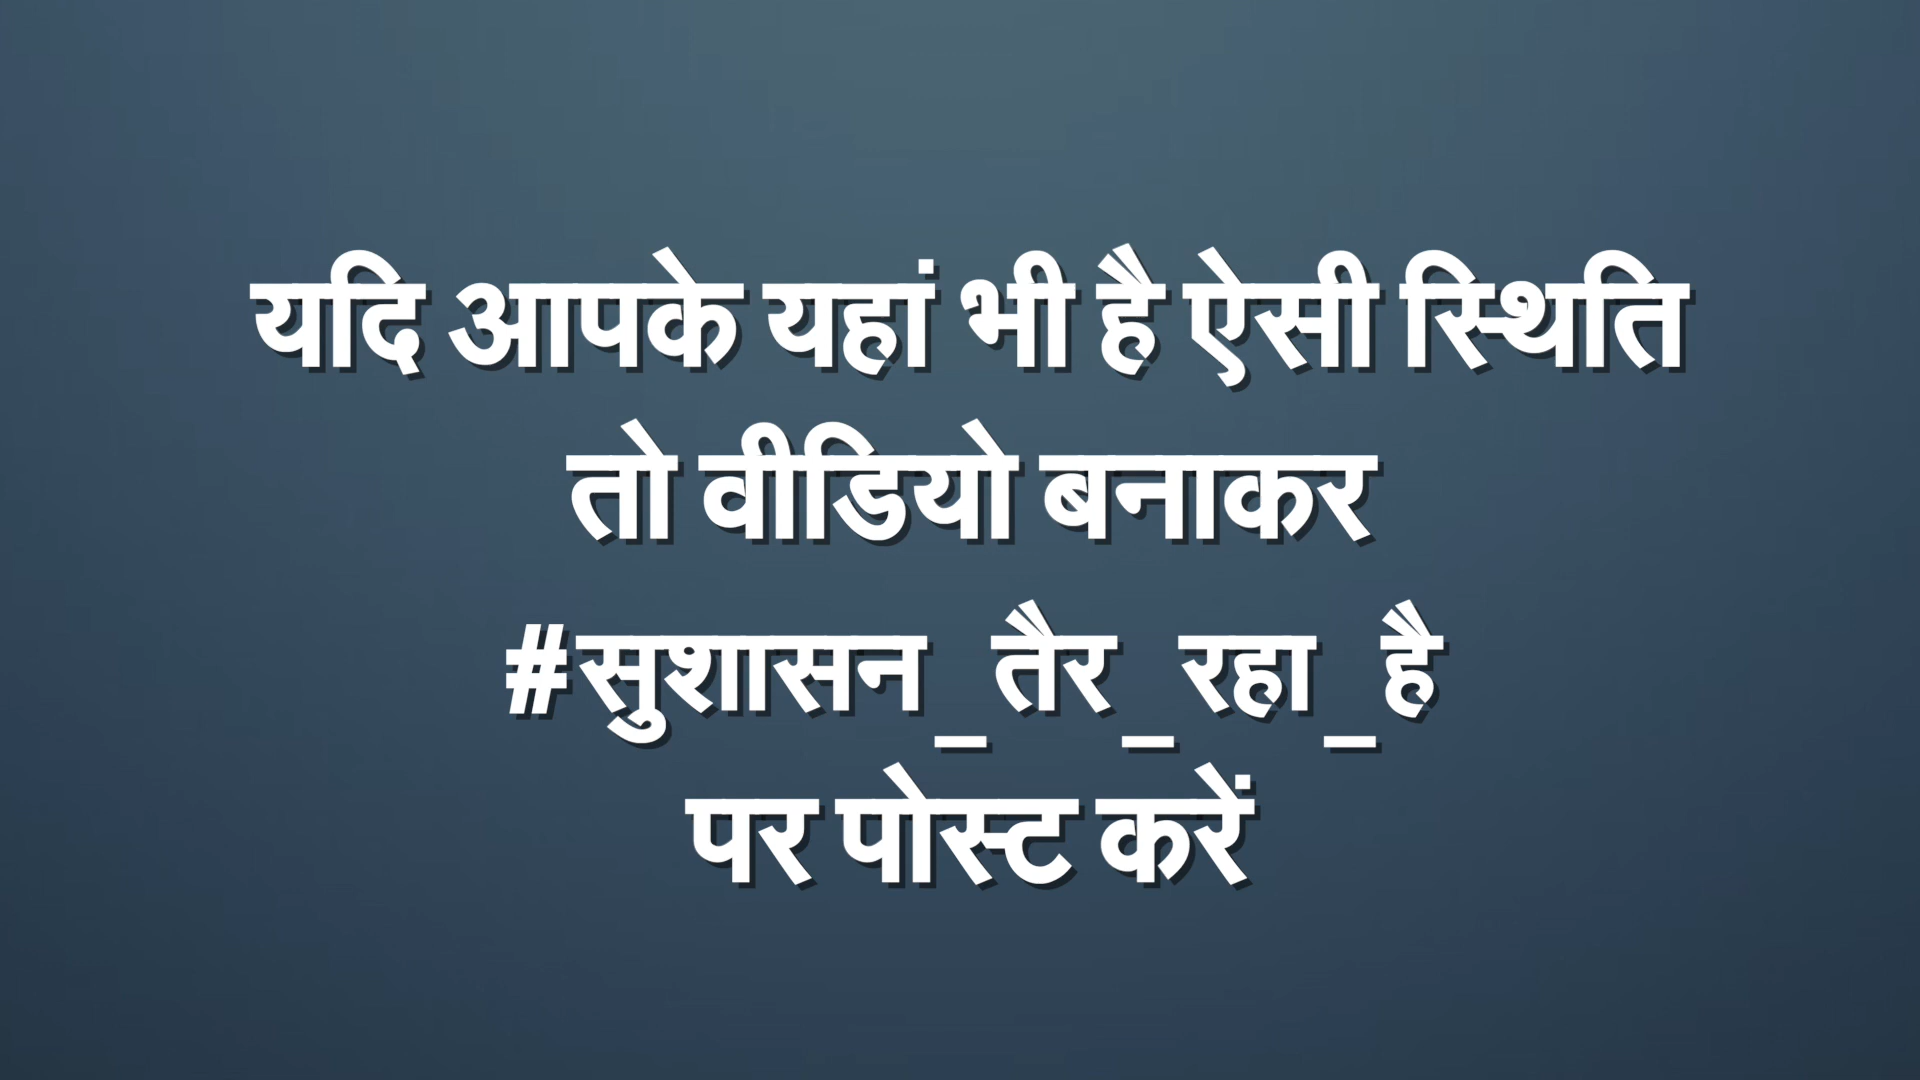 यदि आपके यहां भी है ऐसी स्थिति
तो वीडियो बनाकर
#सुशासन_तैर_रहा_है
पर पोस्ट करें